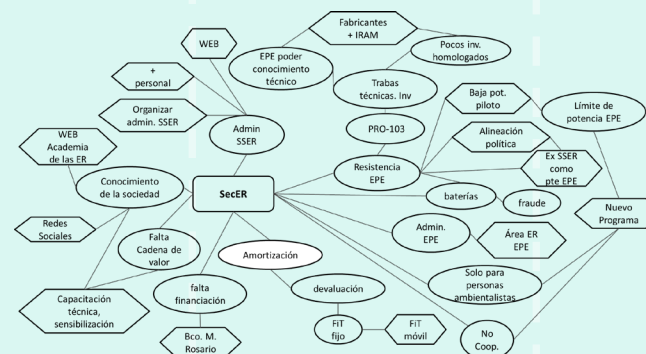 Fabricantes
+ IRAM
WEB
EPE poder
conocimiento
técnico
Pocos inv.
homologados
+
personal
Trabas
técnicas. Inv
Baja pot.
piloto
Límite de
potencia EPE
Organizar
admin. SSER
Admin
SSER
PRO-103
Alineación
política
WEB
Academia
de las ER
Resistencia
EPE
Ex SSER
como
pte EPE
Conocimiento
de la sociedad
SecER
baterías
fraude
Nuevo
Programa
Redes
Sociales
Falta
Cadena de
valor
Amortización
Admin.
EPE
Área ER
EPE
Capacitación
técnica,
sensibilización
falta
financiación
devaluación
Solo para
personas
ambientalistas
Bco. M.
Rosario
FiT
fijo
FiT
móvil
No
Coop.